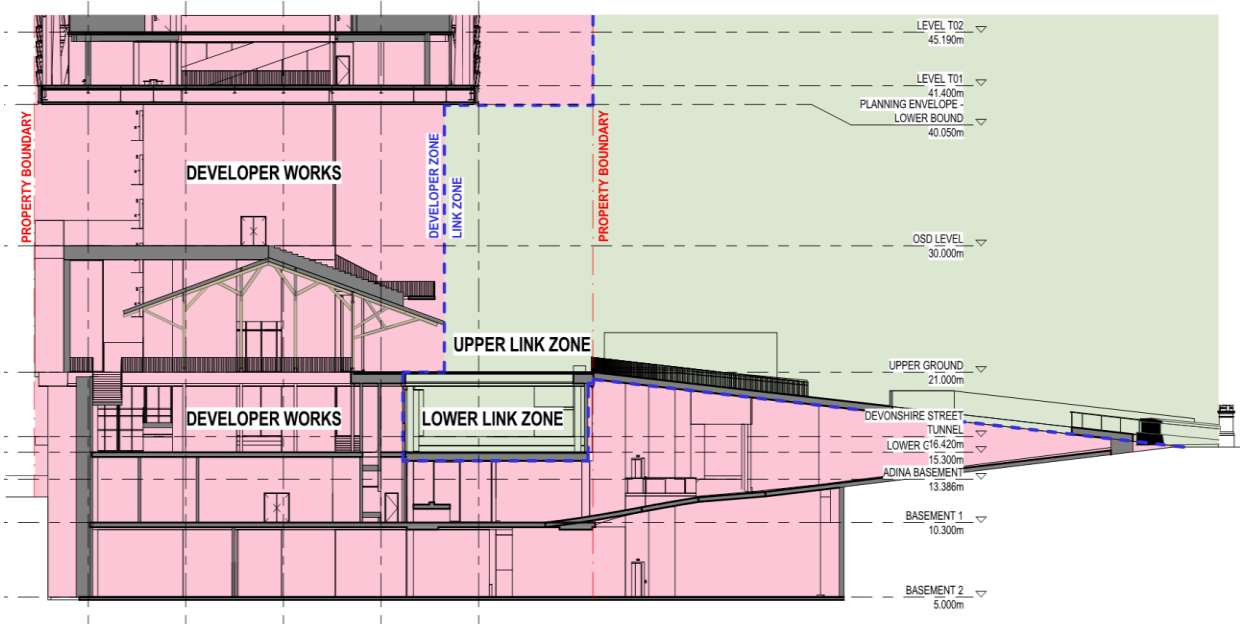 LEVEL T02
45.190m
LEVEL T01
41.400m
PLANNING ENVELOPE -
LOWER BOUND
40.050m
PROPERTY BOUNDARY
DEVELOPER WORKS
DEVELOPER ZONE
LINK ZONE
PROPERTY BOUNDARY
OSD LEVEL
30.000m
UPPER LINK ZONE
UPPER GROUND
21.000m
DEVELOPER WORKS
LOWER LINK ZONE
DEVONSHIRE STREET
TUNNEL
16.420m
LOWER G
15.300m
ADINA BASEMENT
13.386m
BASEMENT 1
10.300m
BASEMENT 2
5.000m